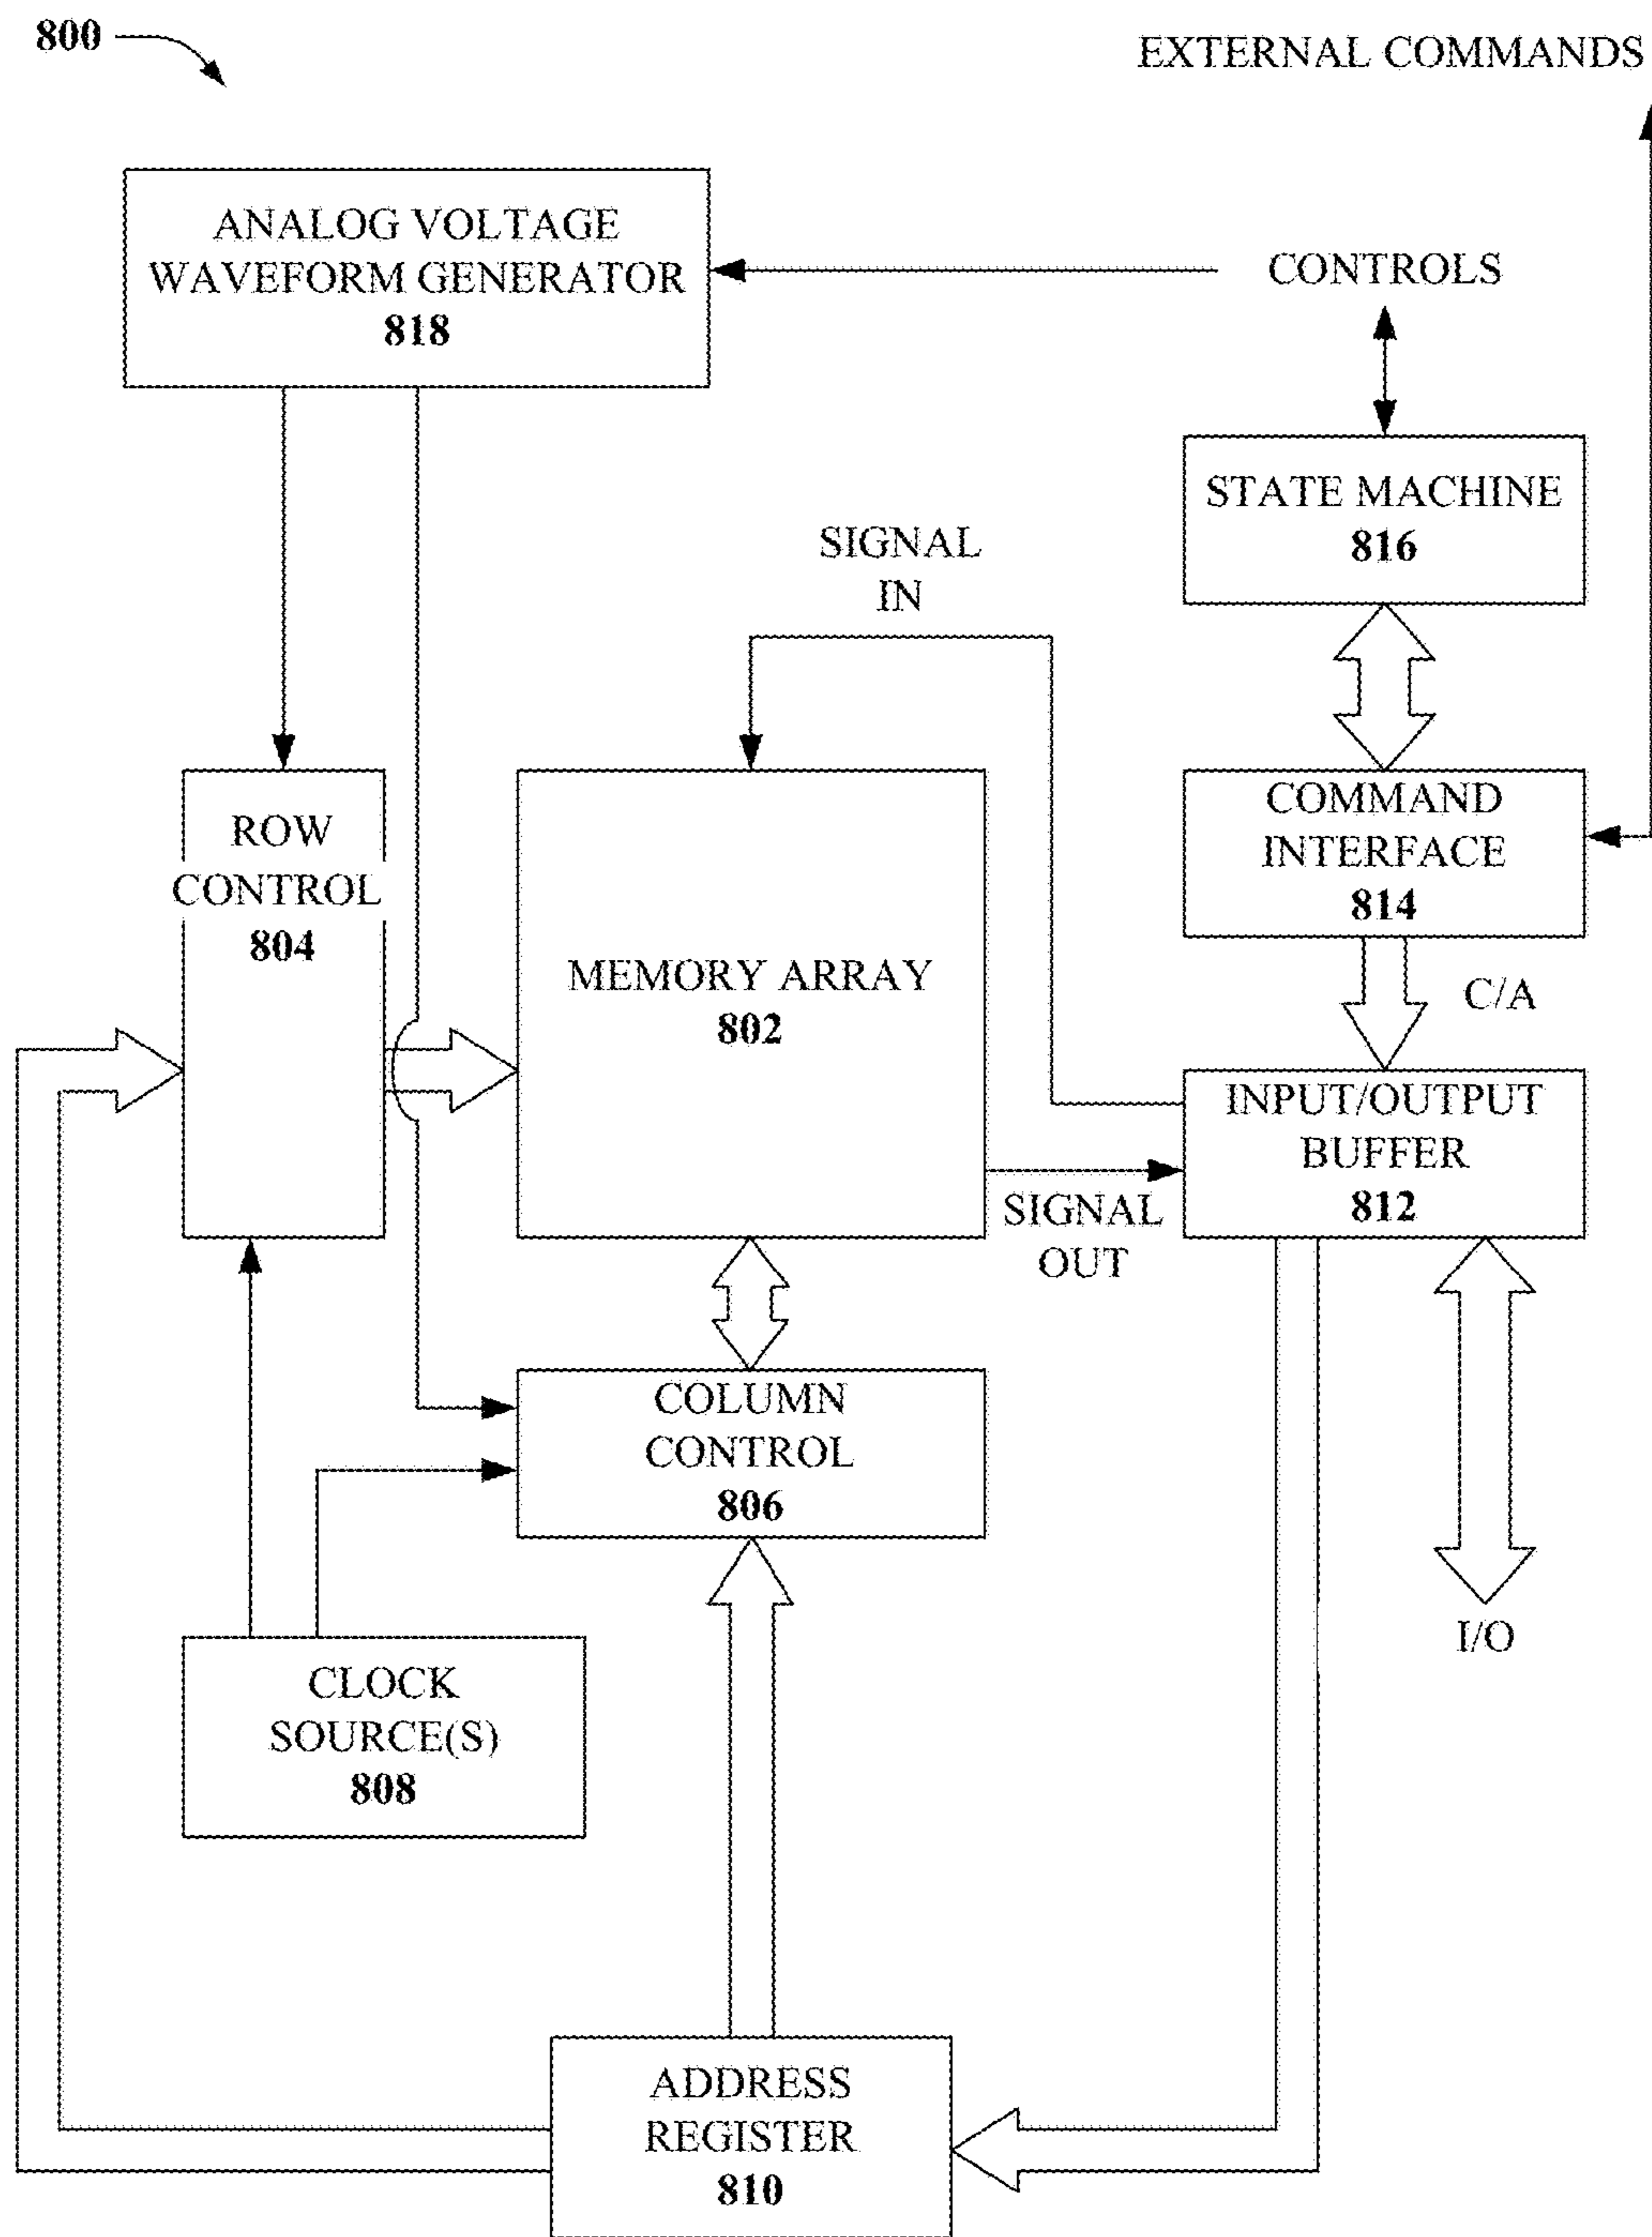 800
EXTERNAL COMMANDS
ANALOG VOLTAGE
WAVEFORM GENERATOR
818
CONTROLS
STATE MACHINE
816
SIGNAL
IN
ROW
CONTROL
804
MEMORY ARRAY
802
COMMAND
INTERFACE
814
C/A
INPUT/OUTPUT
BUFFER
812
SIGNAL
OUT
COLUMN
CONTROL
806
I/O
CLOCK
SOURCE(S)
808
ADDRESS
REGISTER
810